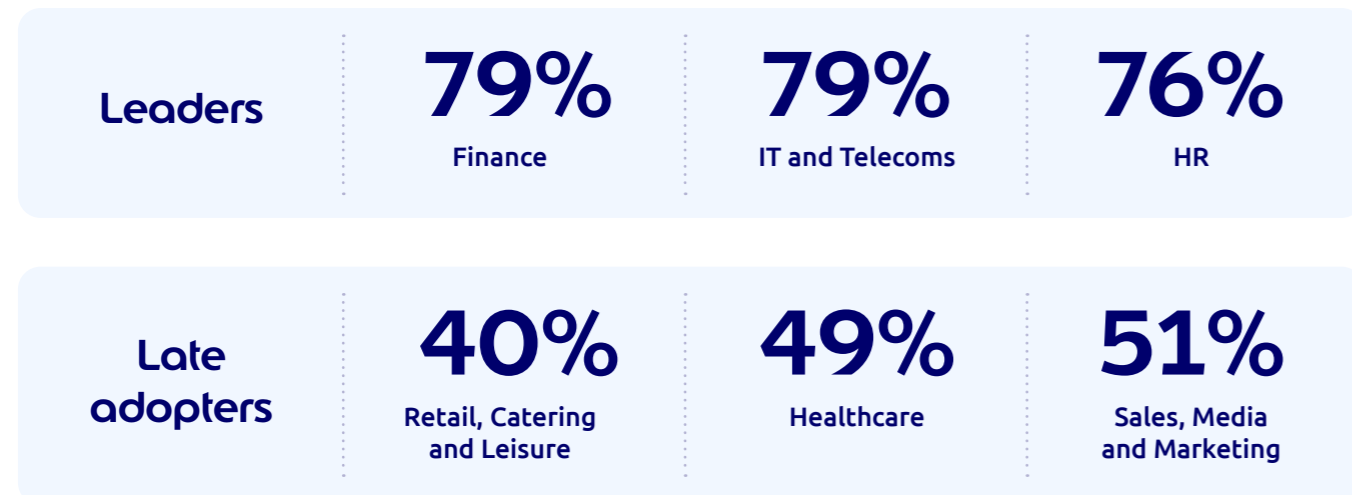 Leaders
79%
Finance
79%
IT and Telecoms
76%
HR
Late
adopters
40%
Retail, Catering
and Leisure
49%
Healthcare
51%
Sales, Media
and Marketing